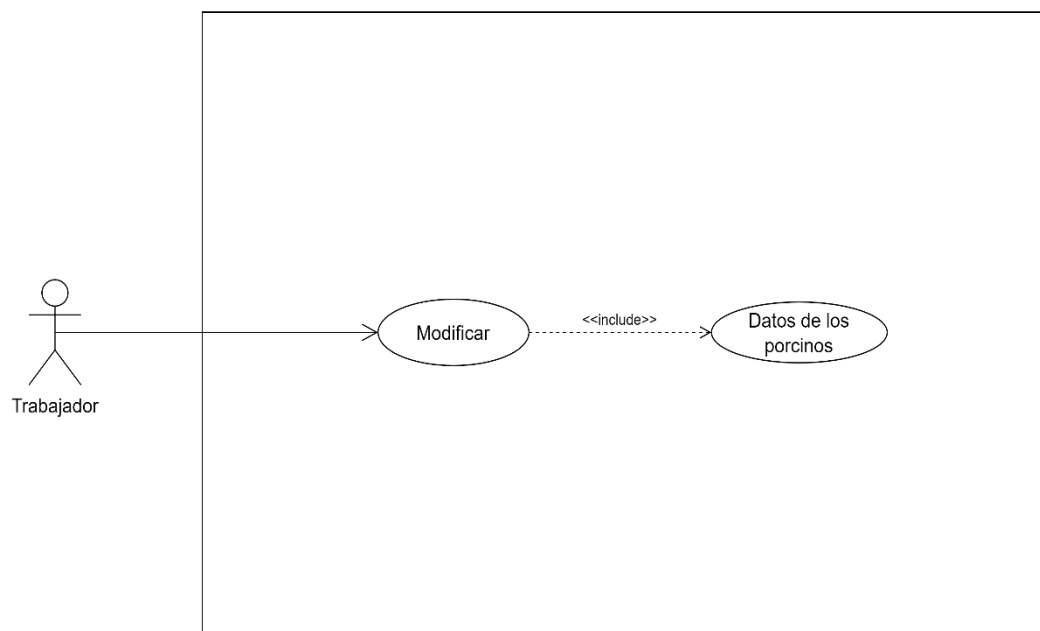 Trabajador
Modificar
<<include>>
Datos de los
porcinos